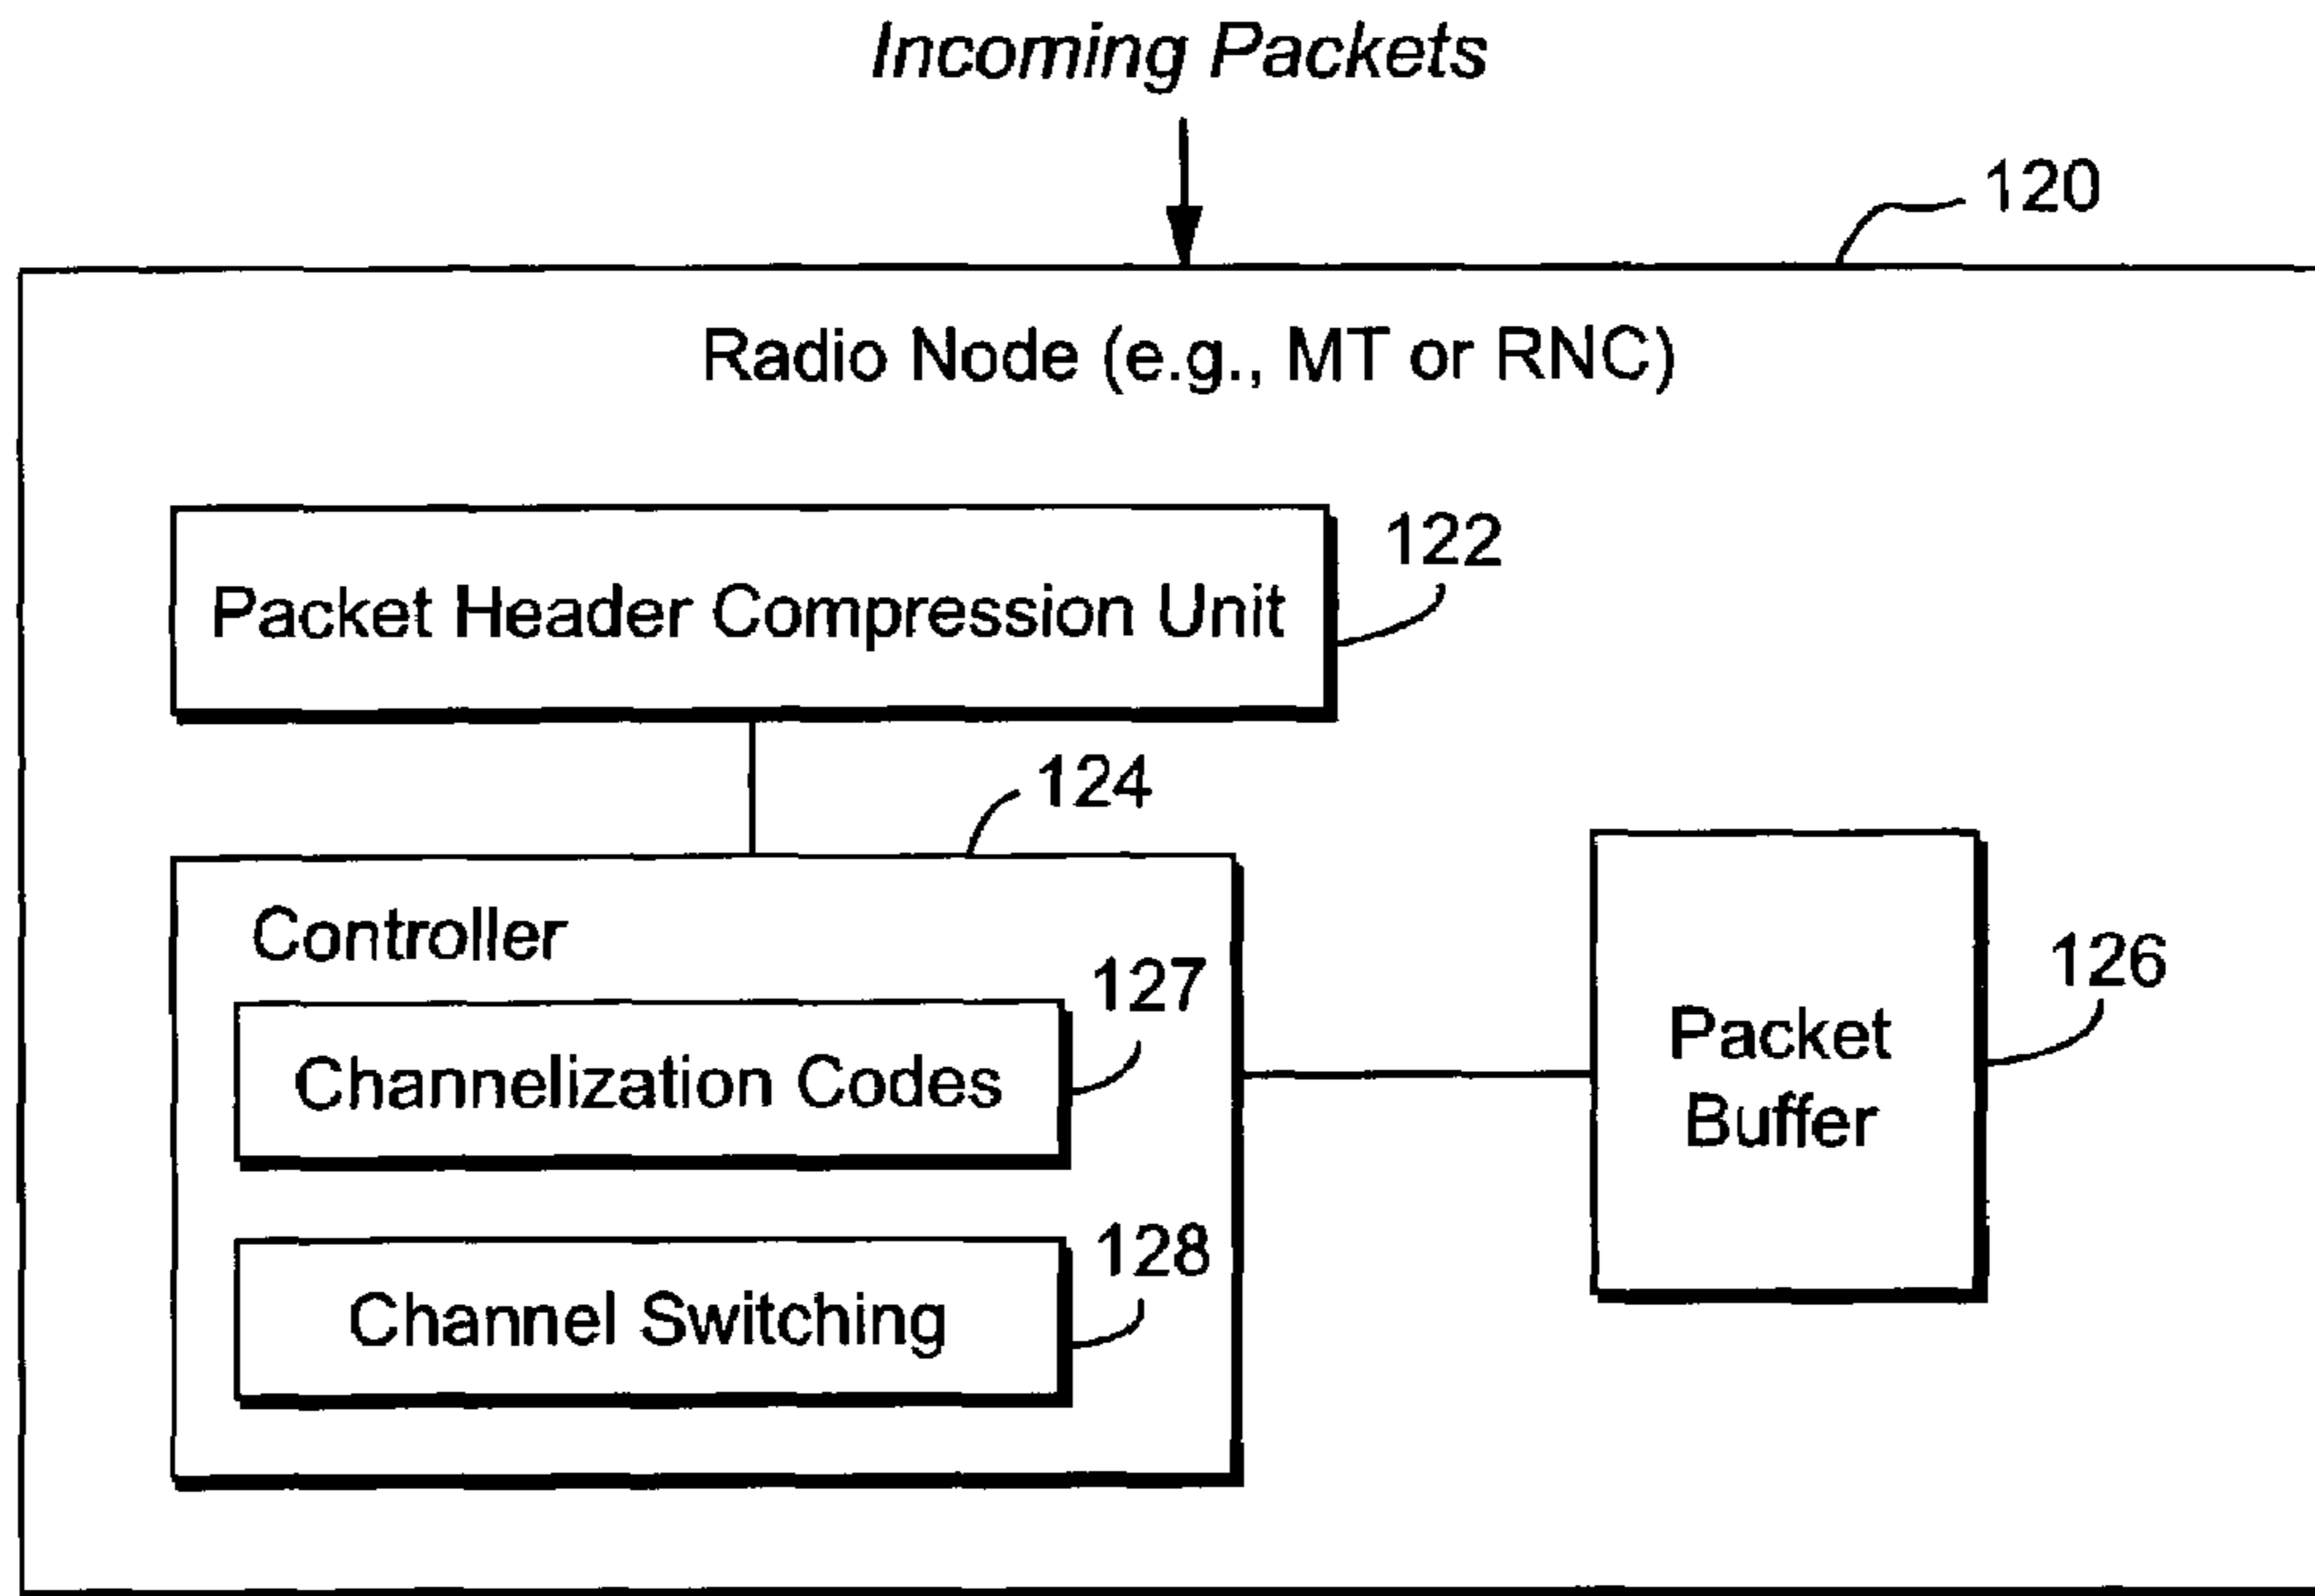 Incoming Packets
120
Radio Node (e.g., MT or RNC)
122
Packet Header Compression Unit
124
Controller
127
Channelization Codes
128
Channel Switching
126
Packet
Buffer